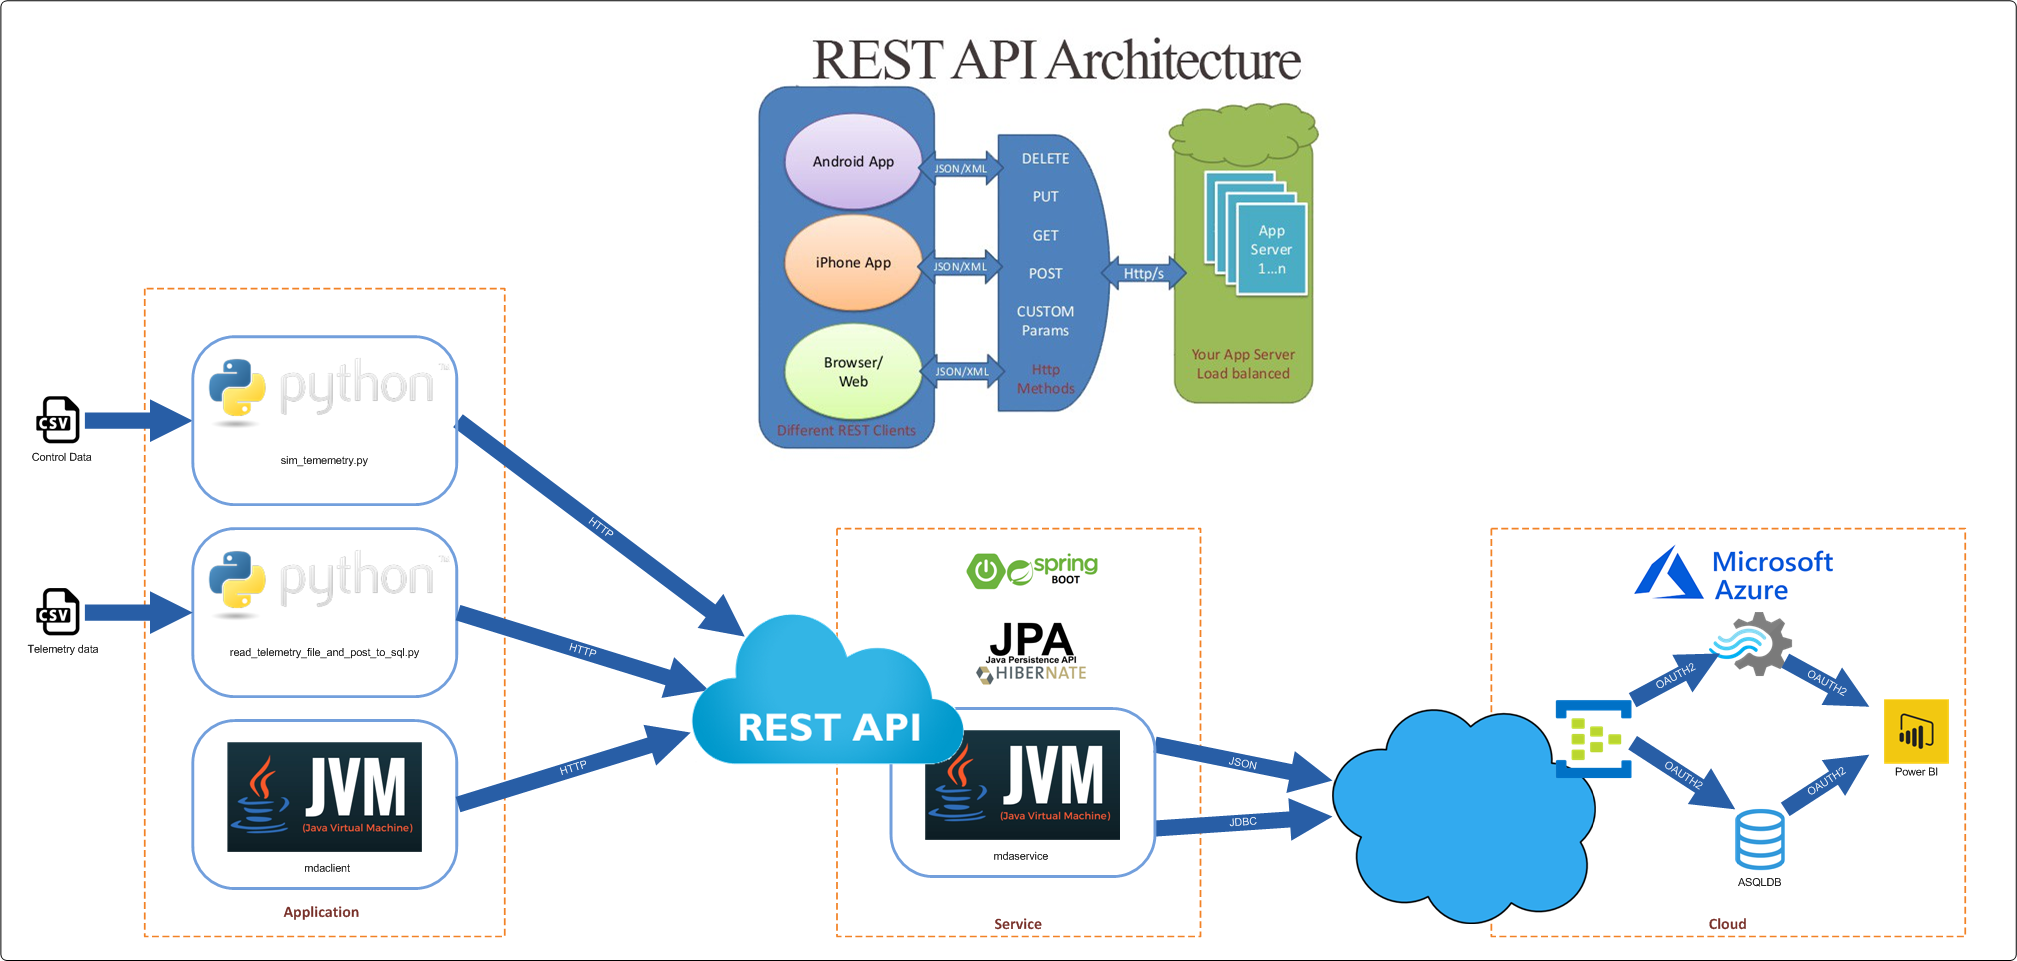 REST API Architecture
Android App
iPhone App
Browser/
Web
Different REST Clients
JSON/XML
JSON/XML
JSON/XML
DELETE
PUT
GET
POST
CUSTOM
Params
Http
Methods
Http/s
App
Server
1...n
Your App Server
Load balanced
CSV
Control Data
python™
sim_tememetry.py
CSV
Telemetry data
python™
read_telemetry_file_and_post_to_sql.py
JVM
(Java Virtual Machine)
mdaclient
Application
HTTP
HTTP
HTTP
REST API
spring
BOOT
JPA
Java Persistence API
HIBERNATE
JVM
(Java Virtual Machine)
mdaservice
Service
JSON
JDBC
Microsoft
Azure
OAUTH2
OAUTH2
OAUTH2
OAUTH2
Power BI
ASQLDB
Cloud